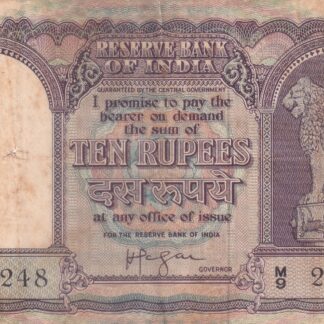 RESERVE BANK
OF INDIA
GUARANTEED BY THE CENTRAL GOVERNMENT
I promise to pay the
bearer on demand
the sum of
TEN RUPEES
दस रूपये
at any office of issue
FOR THE RESERVE BANK OF INDIA
GOVERNOR
248
M/9 2